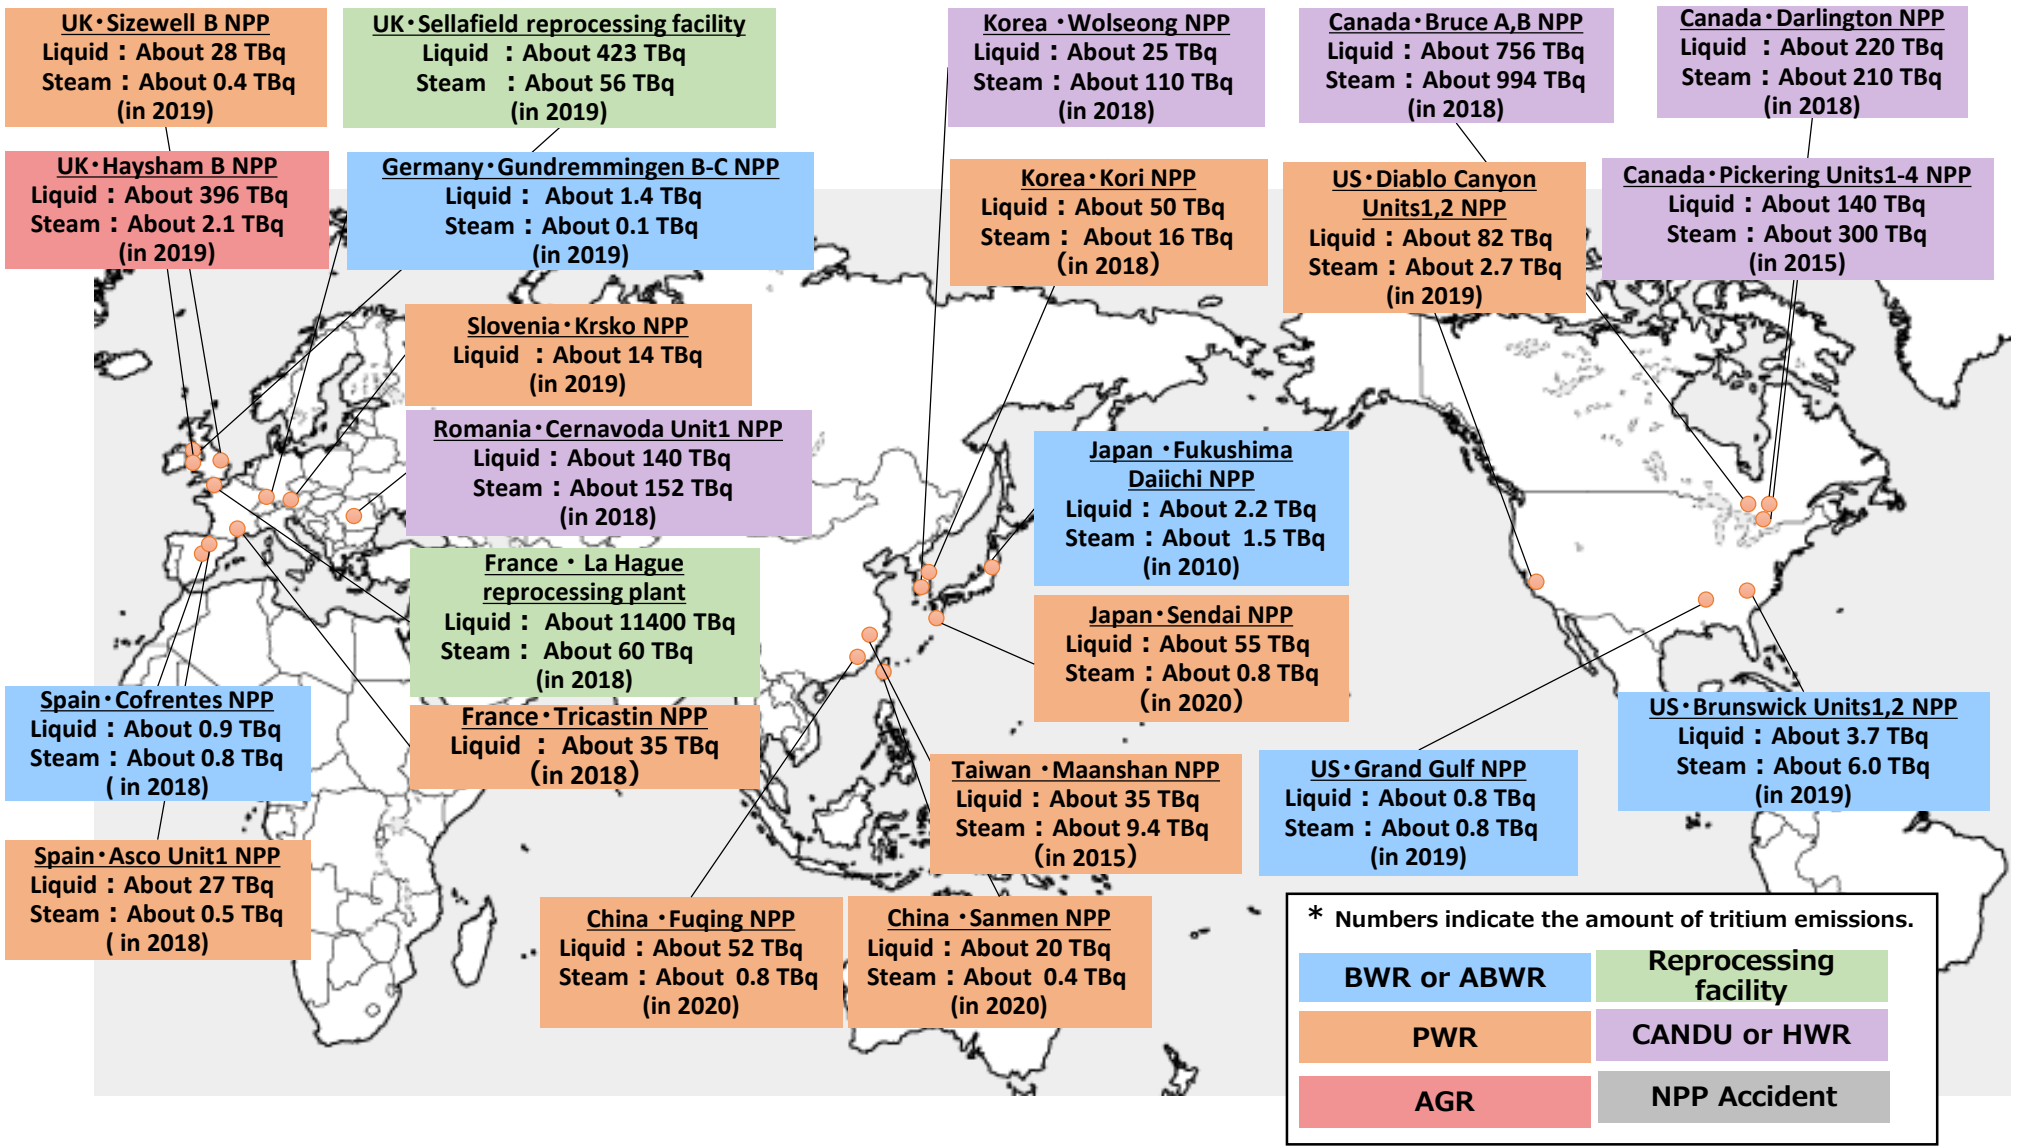 UK・Sizewell B NPP
Liquid：About 28 TBq
Steam：About 0.4 TBq
(in 2019)
UK・Sellafield reprocessing facility
Liquid ：About 423 TBq
Steam ：About 56 TBq
(in 2019)
Korea ・Wolseong NPP
Liquid：About 25 TBq
Steam：About 110 TBq
(in 2018)
Canada・Bruce A,B NPP
Liquid：About 756 TBq
Steam：About 994 TBq
(in 2018)
Canada・Darlington NPP
Liquid ：About 220 TBq
Steam：About 210 TBq
(in 2018)
UK・Haysham B NPP
Liquid：About 396 TBq
Steam：About 2.1 TBq
(in 2019)
Germany・Gundremmingen B-C NPP
Liquid： About 1.4 TBq
Steam：About 0.1 TBq
(in 2019)
Korea・Kori NPP
Liquid：About 50 TBq
Steam： About 16 TBq
（in 2018）
US・Diablo Canyon
Units1,2 NPP
Liquid：About 82 TBq
Steam：About 2.7 TBq
(in 2019)
Canada・Pickering Units1-4 NPP
Liquid：About 140 TBq
Steam：About 300 TBq
(in 2015)
Slovenia・Krsko NPP
Liquid ：About 14 TBq
(in 2019)
Romania・Cernavoda Unit1 NPP
Liquid：About 140 TBq
Steam：About 152 TBq
(in 2018)
Japan ・Fukushima
Daiichi NPP
Liquid：About 2.2 TBq
Steam：About 1.5 TBq
(in 2010)
France・La Hague
reprocessing plant
Liquid： About 11400 TBq
Steam： About 60 TBq
(in 2018)
Japan・Sendai NPP
Liquid：About 55 TBq
Steam：About 0.8 TBq
（in 2020）
Spain・Cofrentes NPP
Liquid：About 0.9 TBq
Steam：About 0.8 TBq
( in 2018)
France・Tricastin NPP
Liquid ： About 35 TBq
（in 2018）
US・Brunswick Units1,2 NPP
Liquid：About 3.7 TBq
Steam：About 6.0 TBq
(in 2019)
Taiwan ・Maanshan NPP
Liquid：About 35 TBq
Steam：About 9.4 TBq
（in 2015）
US・Grand Gulf NPP
Liquid：About 0.8 TBq
Steam：About 0.8 TBq
(in 2019)
Spain・Asco Unit1 NPP
Liquid：About 27 TBq
Steam：About 0.5 TBq
( in 2018)
China ・Fuqing NPP
Liquid：About 52 TBq
Steam：About 0.8 TBq
(in 2020)
China ・Sanmen NPP
Liquid：About 20 TBq
Steam：About 0.4 TBq
(in 2020)
* Numbers indicate the amount of tritium emissions.
BWR or ABWR
Reprocessing
facility
PWR
CANDU or HWR
AGR
NPP Accident